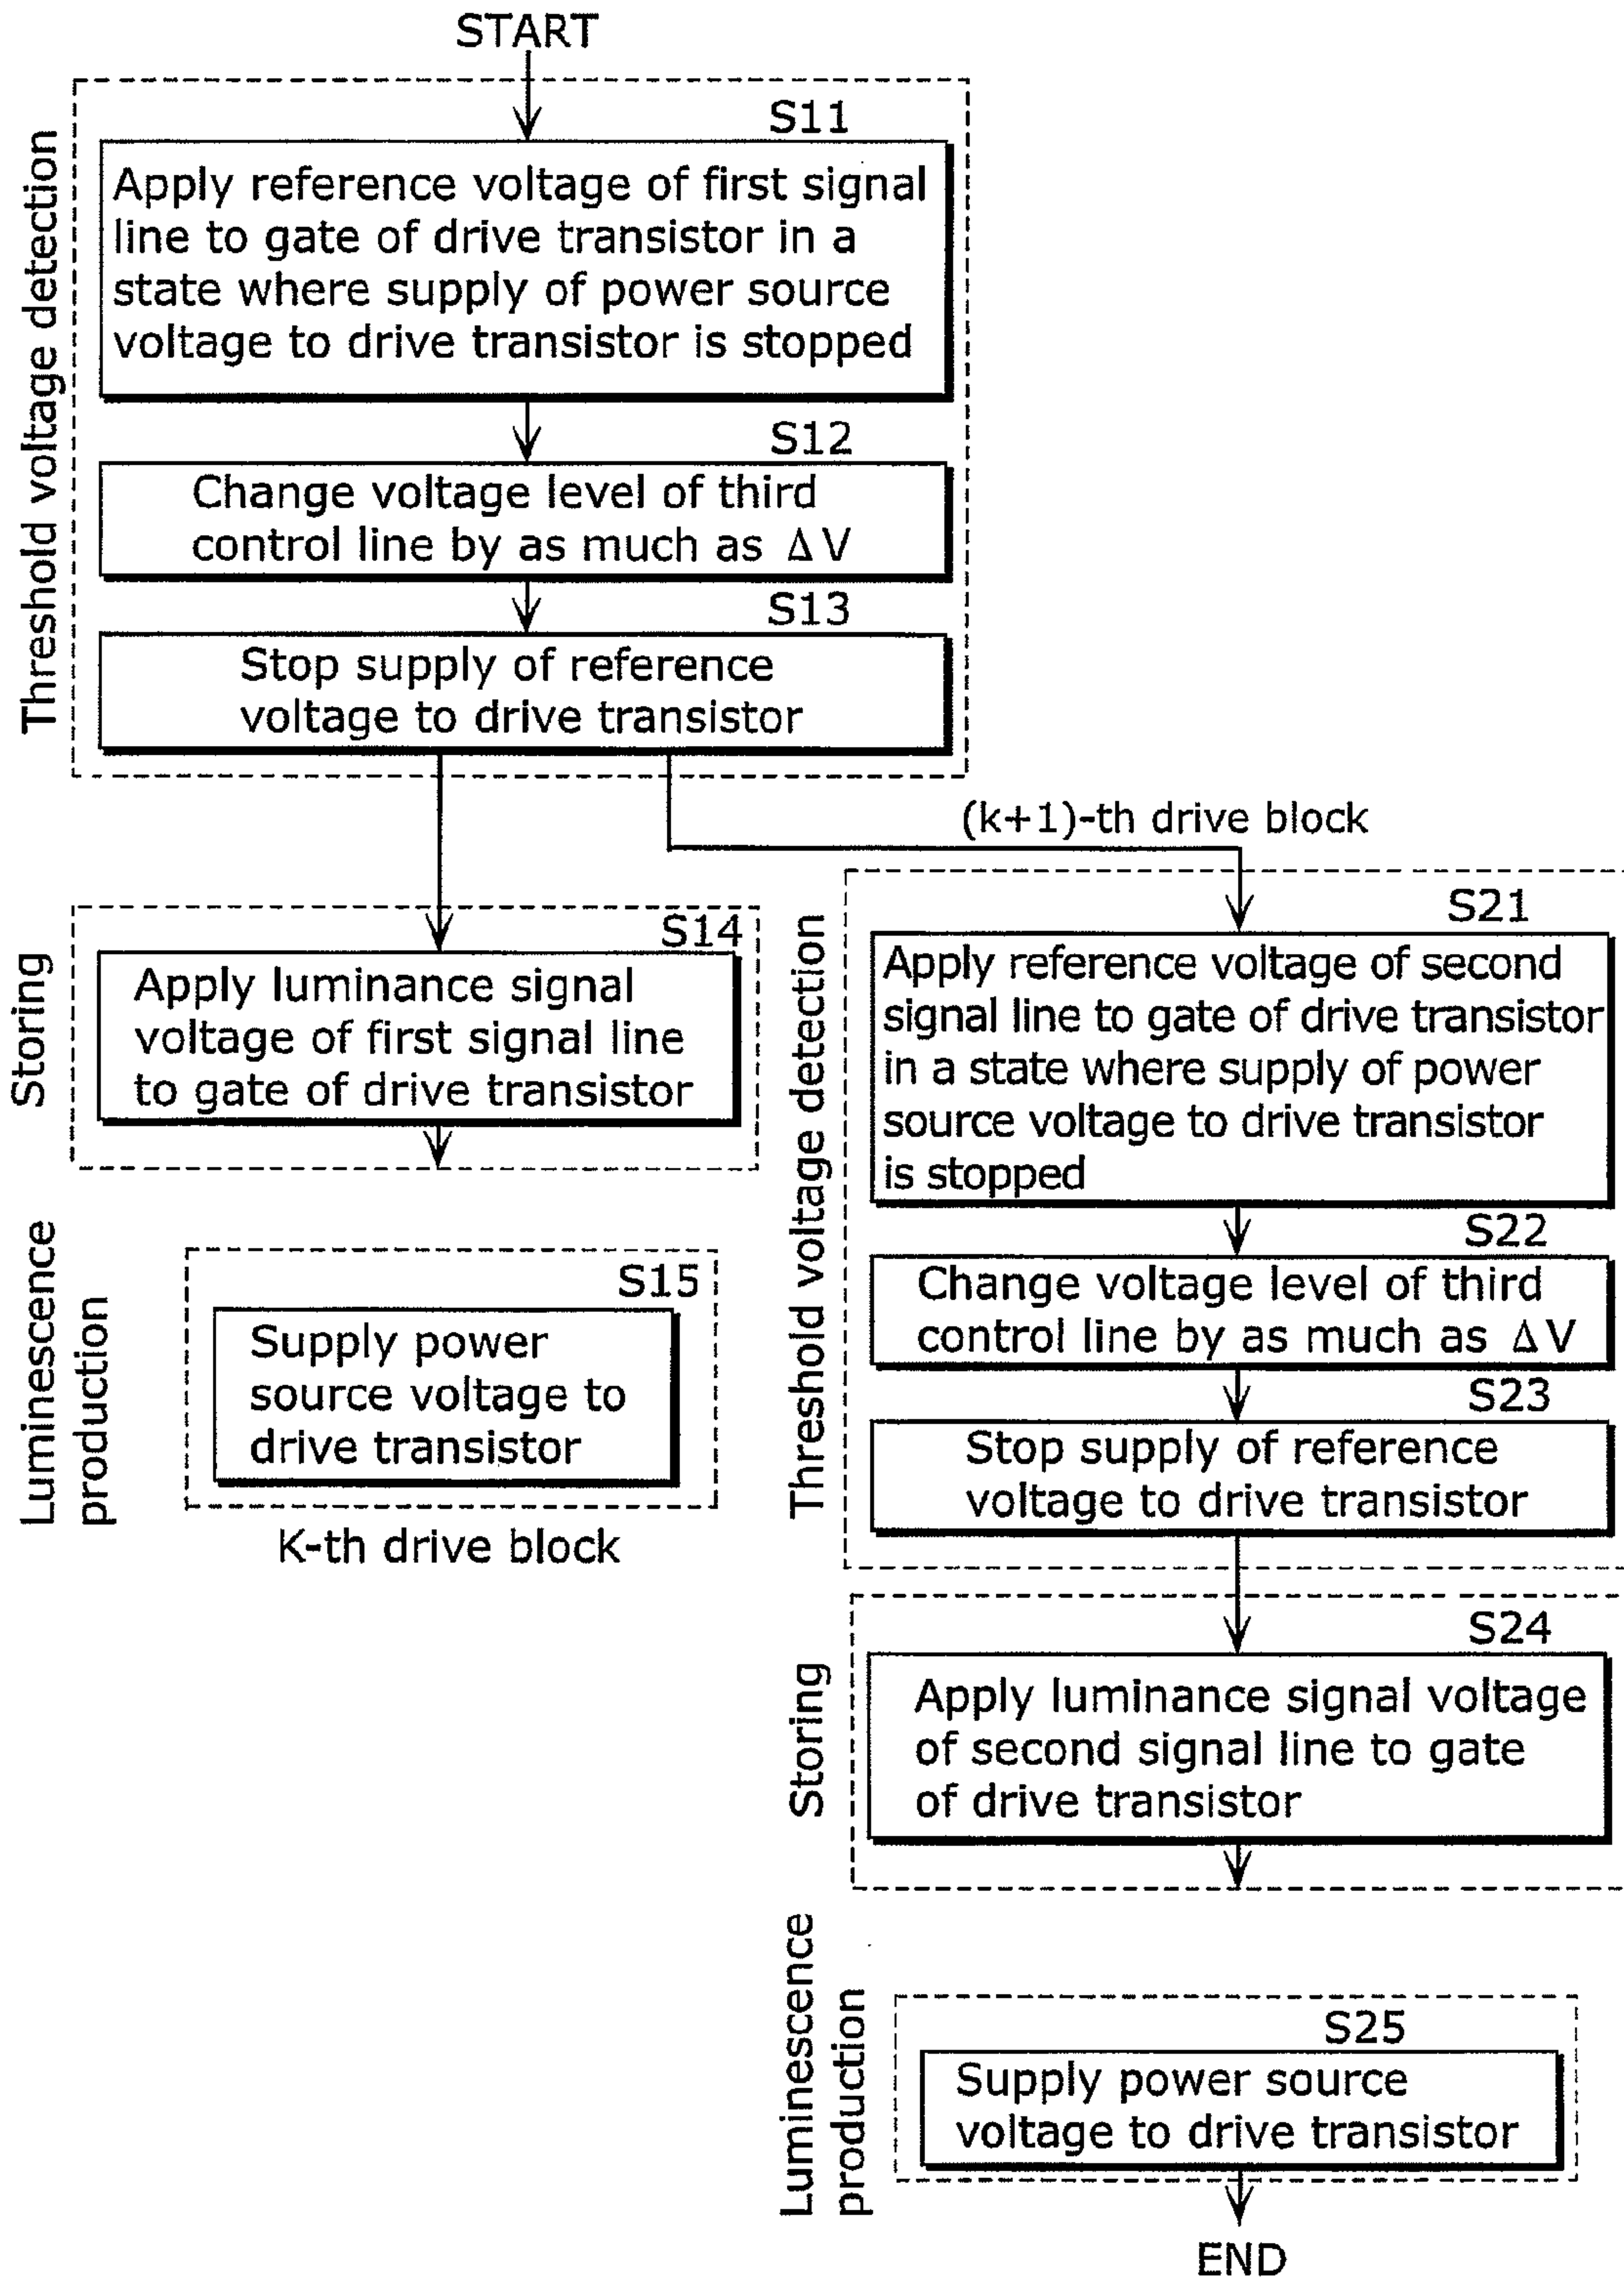 START
Threshold voltage detection
S11
Apply reference voltage of first signal
line to gate of drive transistor in a
state where supply of power source
voltage to drive transistor is stopped
S12
Change voltage level of third
control line by as much as ΔV
S13
Stop supply of reference
voltage to drive transistor
(k+1)-th drive block
Storing
S14
Apply luminance signal
voltage of first signal line
to gate of drive transistor
Luminescence
production
S15
Supply power
source voltage to
drive transistor
K-th drive block
Threshold voltage detection
S21
Apply reference voltage of second
signal line to gate of drive transistor
in a state where supply of power
source voltage to drive transistor
is stopped
S22
Change voltage level of third
control line by as much as ΔV
S23
Stop supply of reference
voltage to drive transistor
Storing
S24
Apply luminance signal voltage
of second signal line to gate
of drive transistor
Luminescence
production
S25
Supply power source
voltage to drive transistor
END